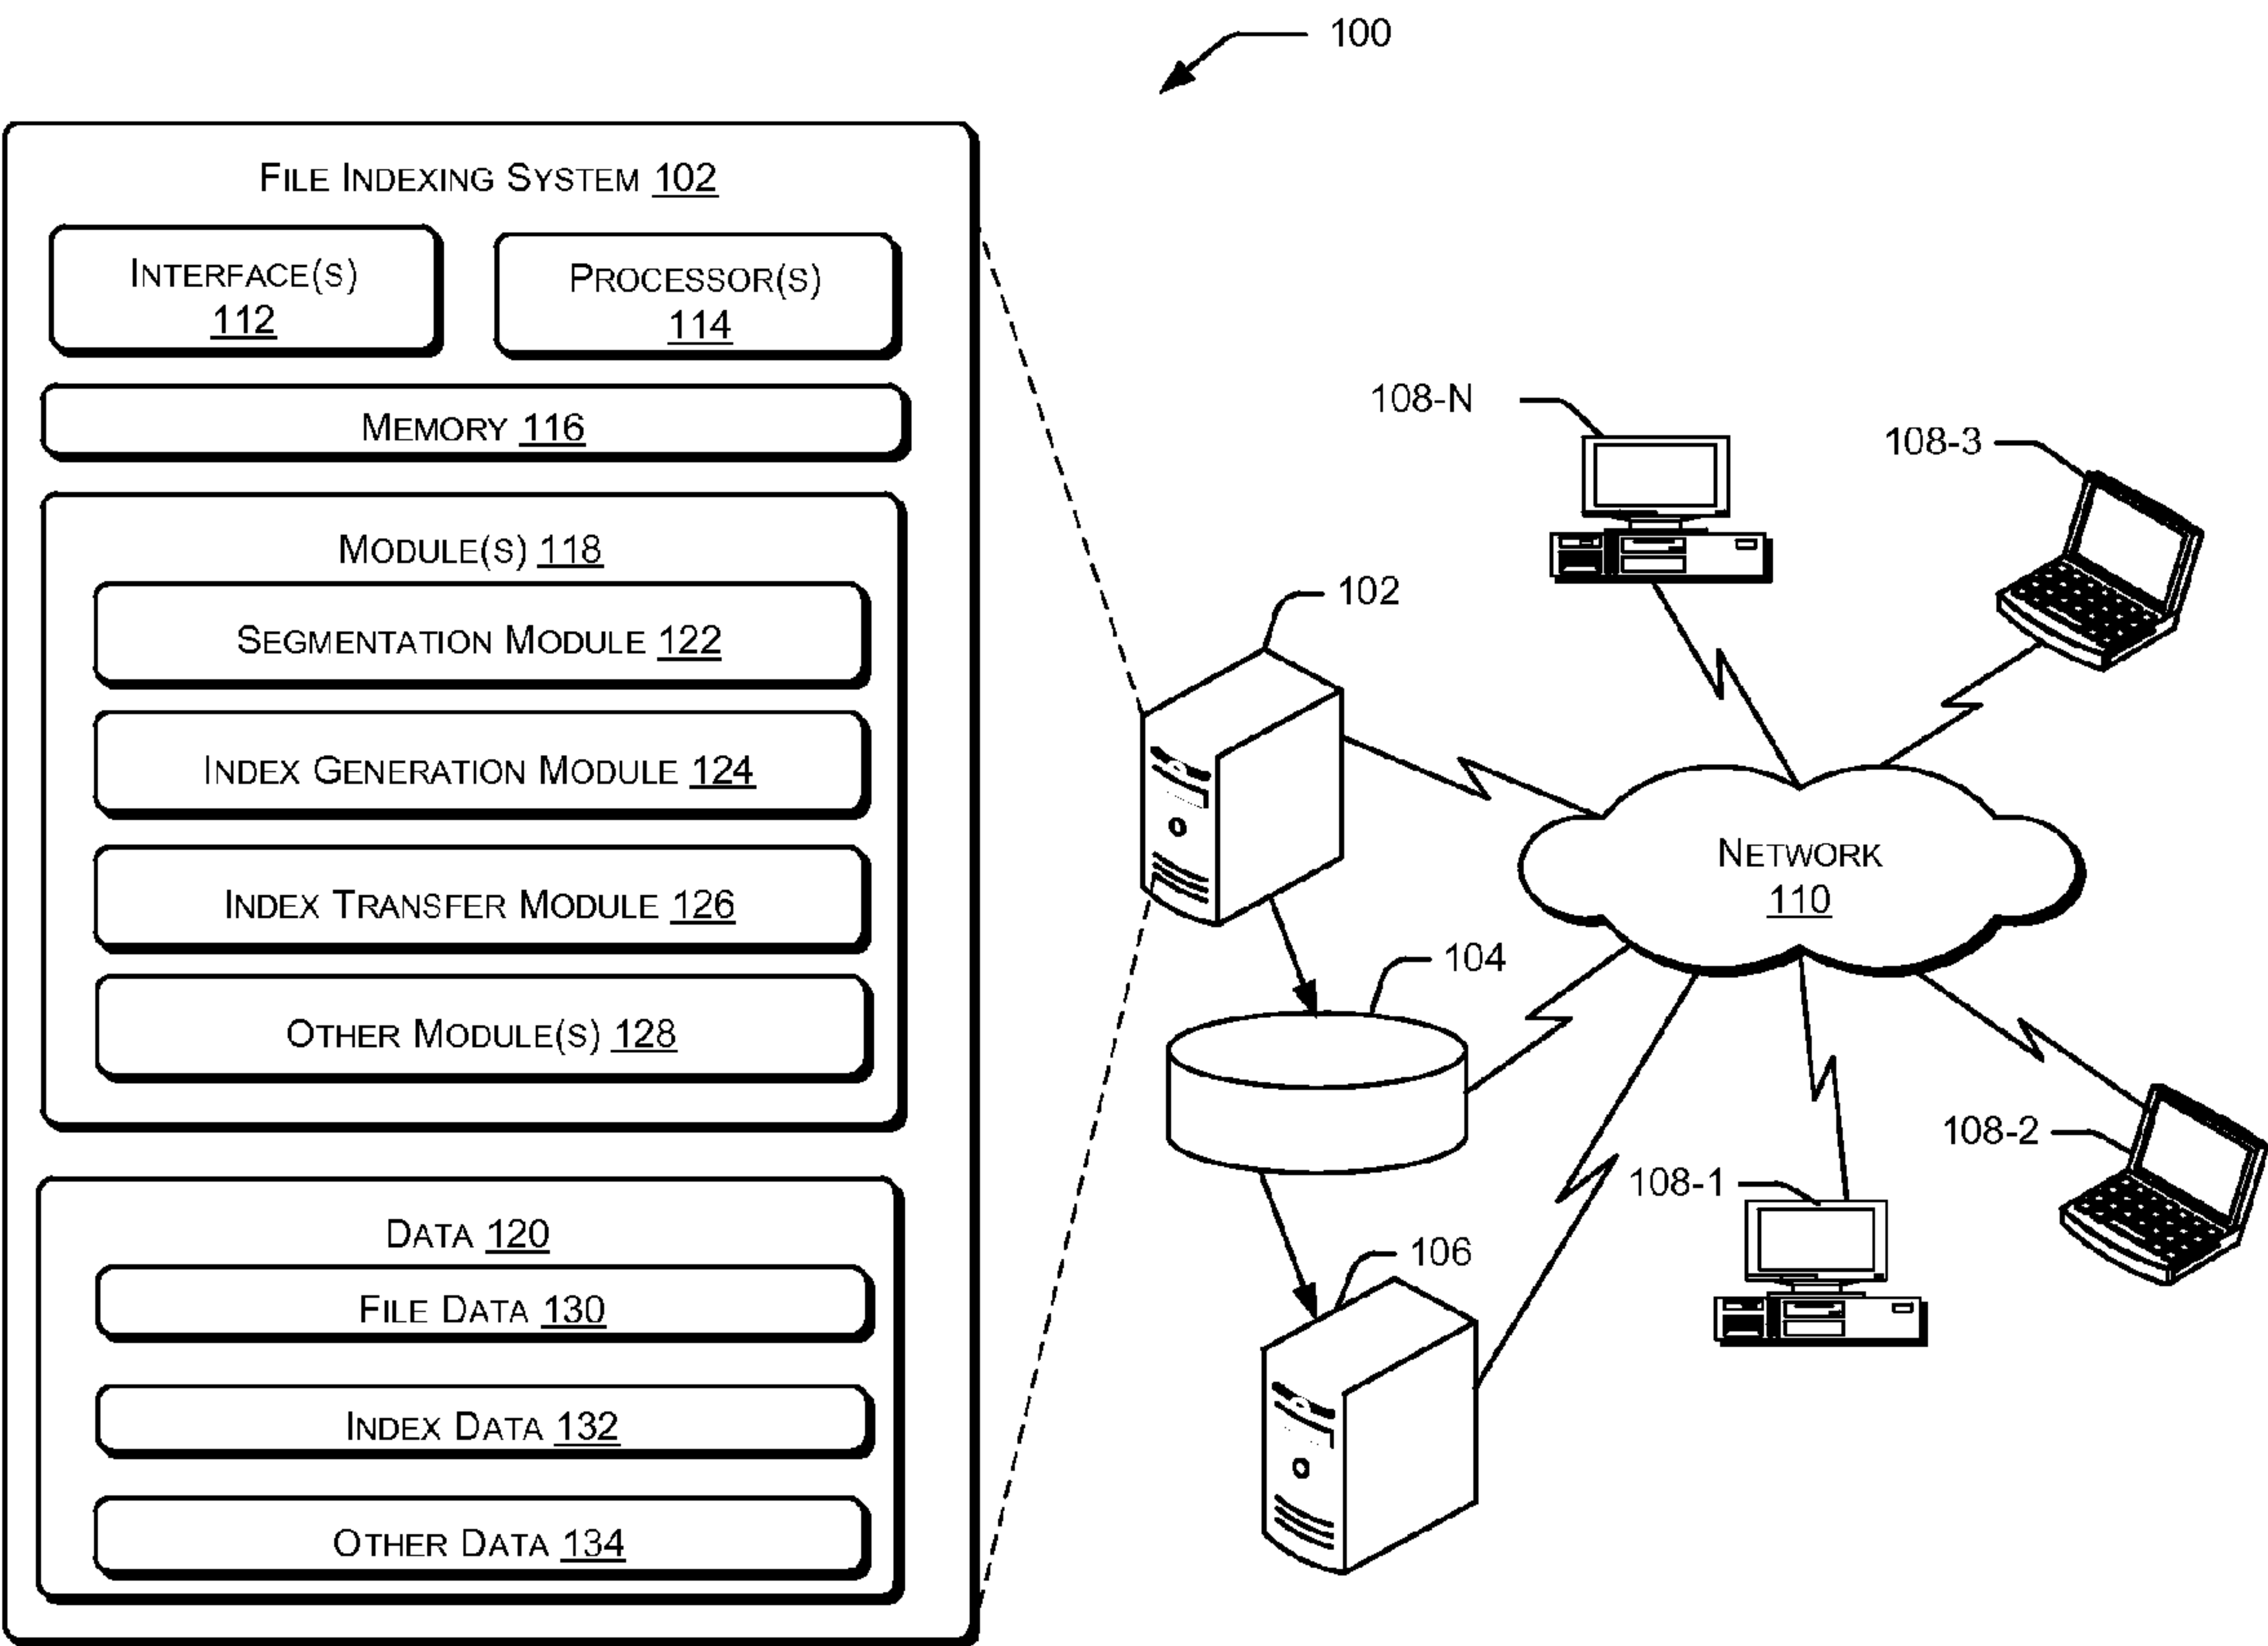 100
FILE INDEXING SYSTEM 102
INTERFACE(S)
112
PROCESSOR(S)
114
MEMORY 116
MODULE(S) 118
SEGMENTATION MODULE 122
INDEX GENERATION MODULE 124
INDEX TRANSFER MODULE 126
OTHER MODULE(S) 128
DATA 120
FILE DATA 130
INDEX DATA 132
OTHER DATA 134
108-N
108-3
102
NETWORK
110
104
108-2
108-1
106